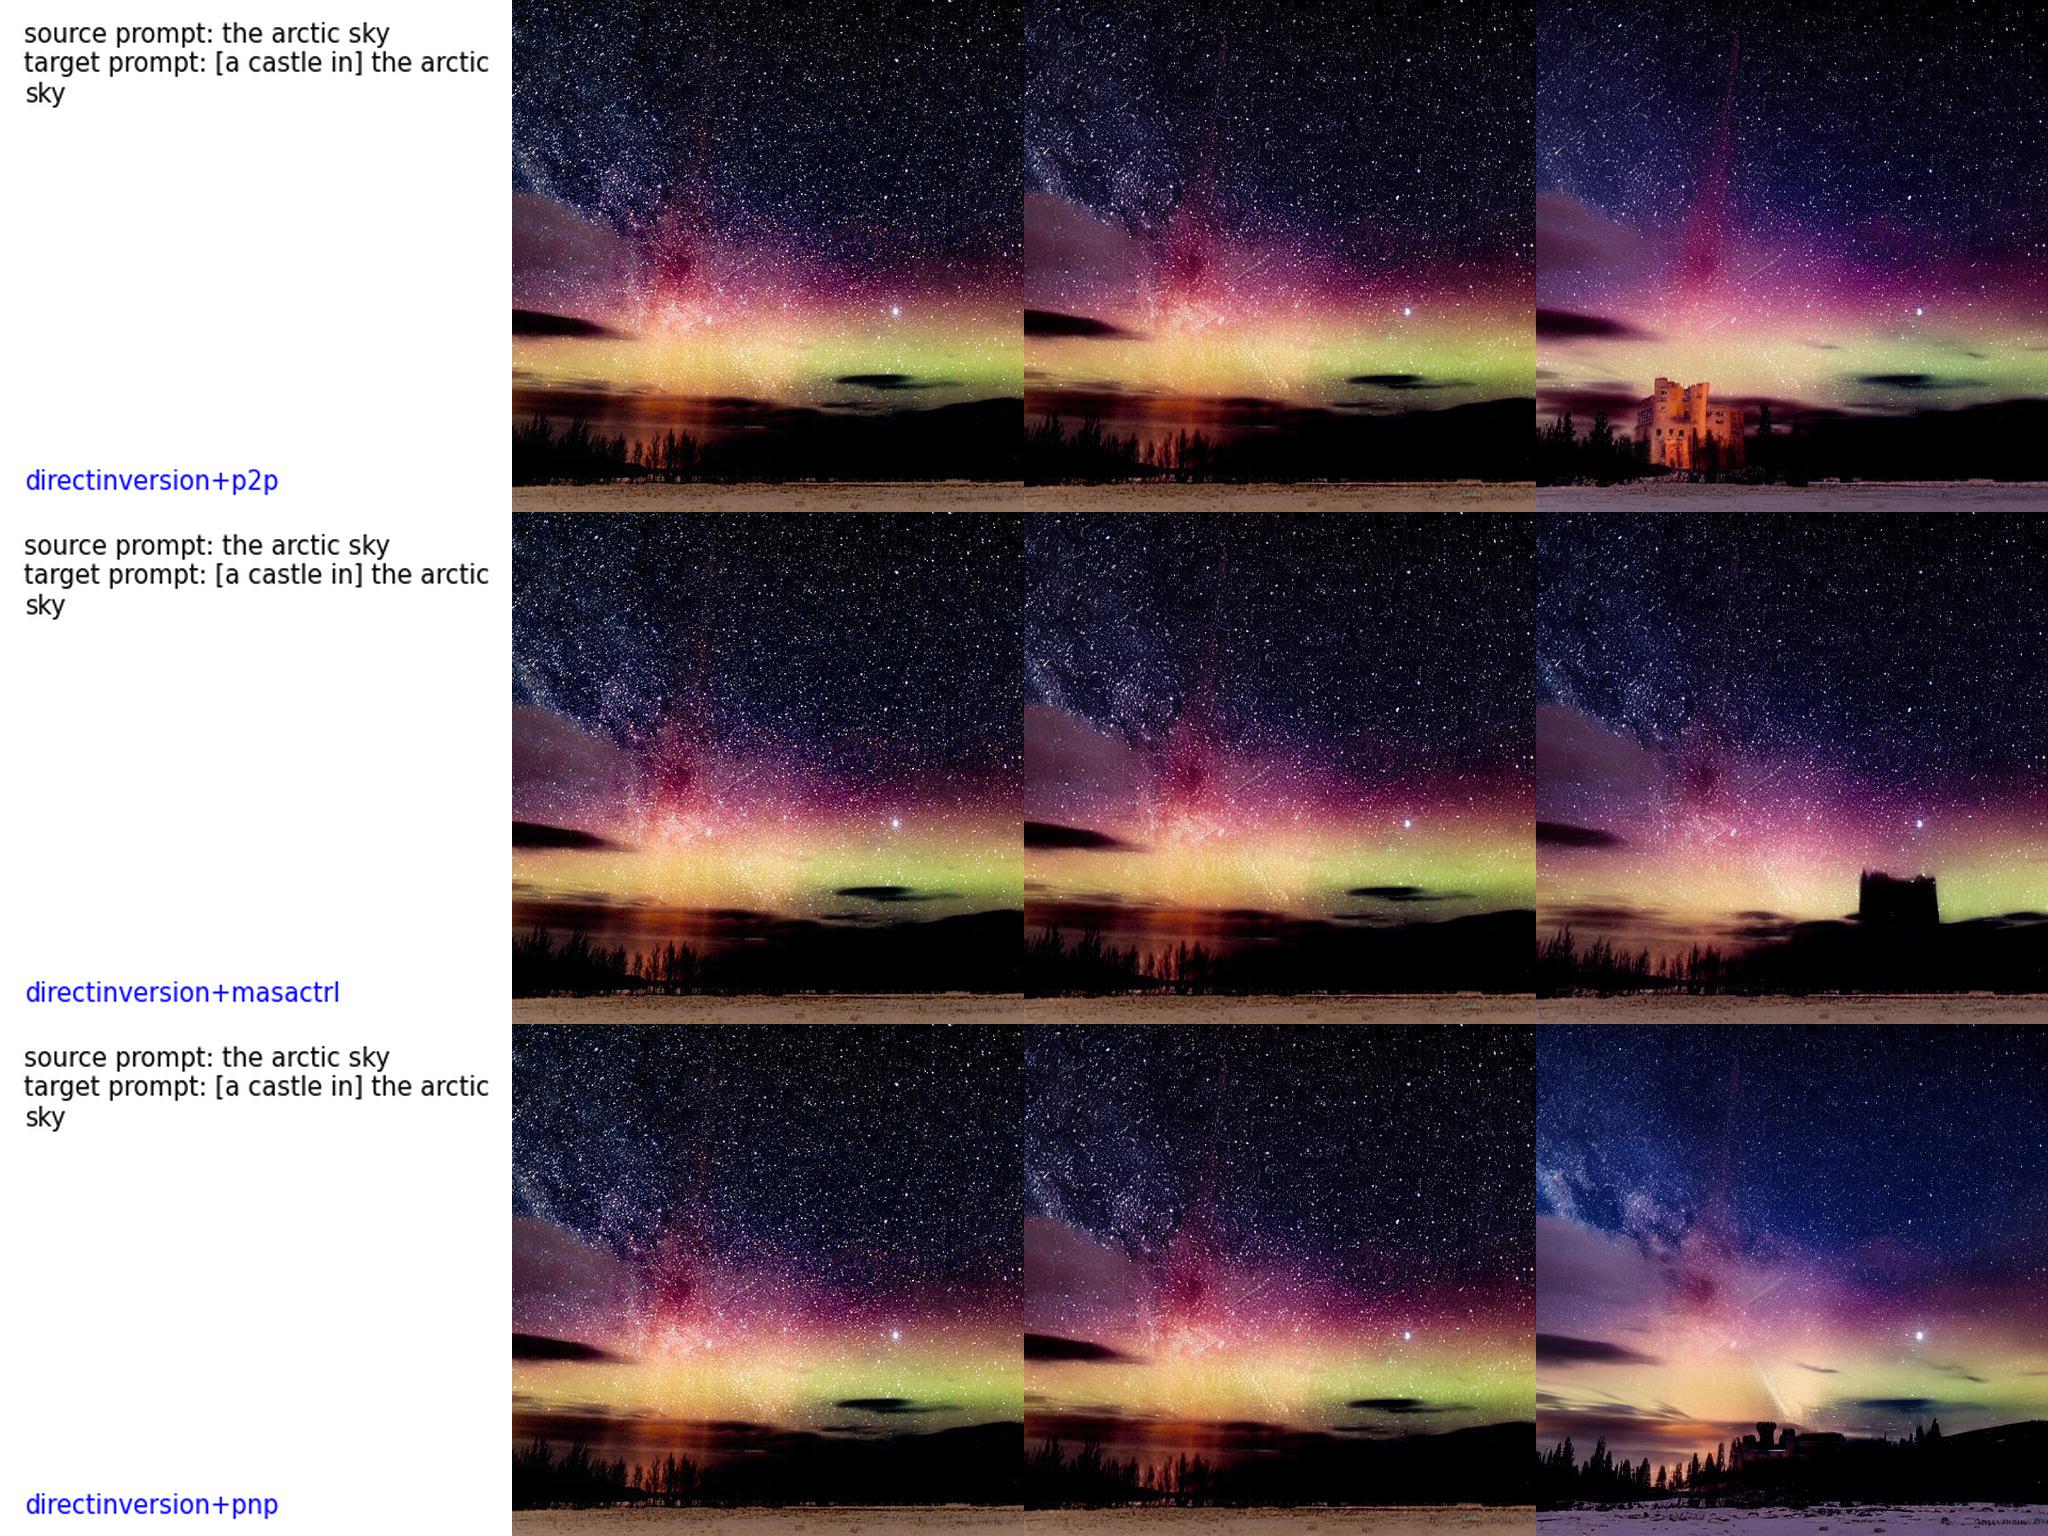 source prompt: the arctic sky
target prompt: [a castle in] the arctic
sky
directinversion+p2p
source prompt: the arctic sky
target prompt: [a castle in] the arctic
sky
directinversion+masactrl
source prompt: the arctic sky
target prompt: [a castle in] the arctic
sky
directinversion+pnp